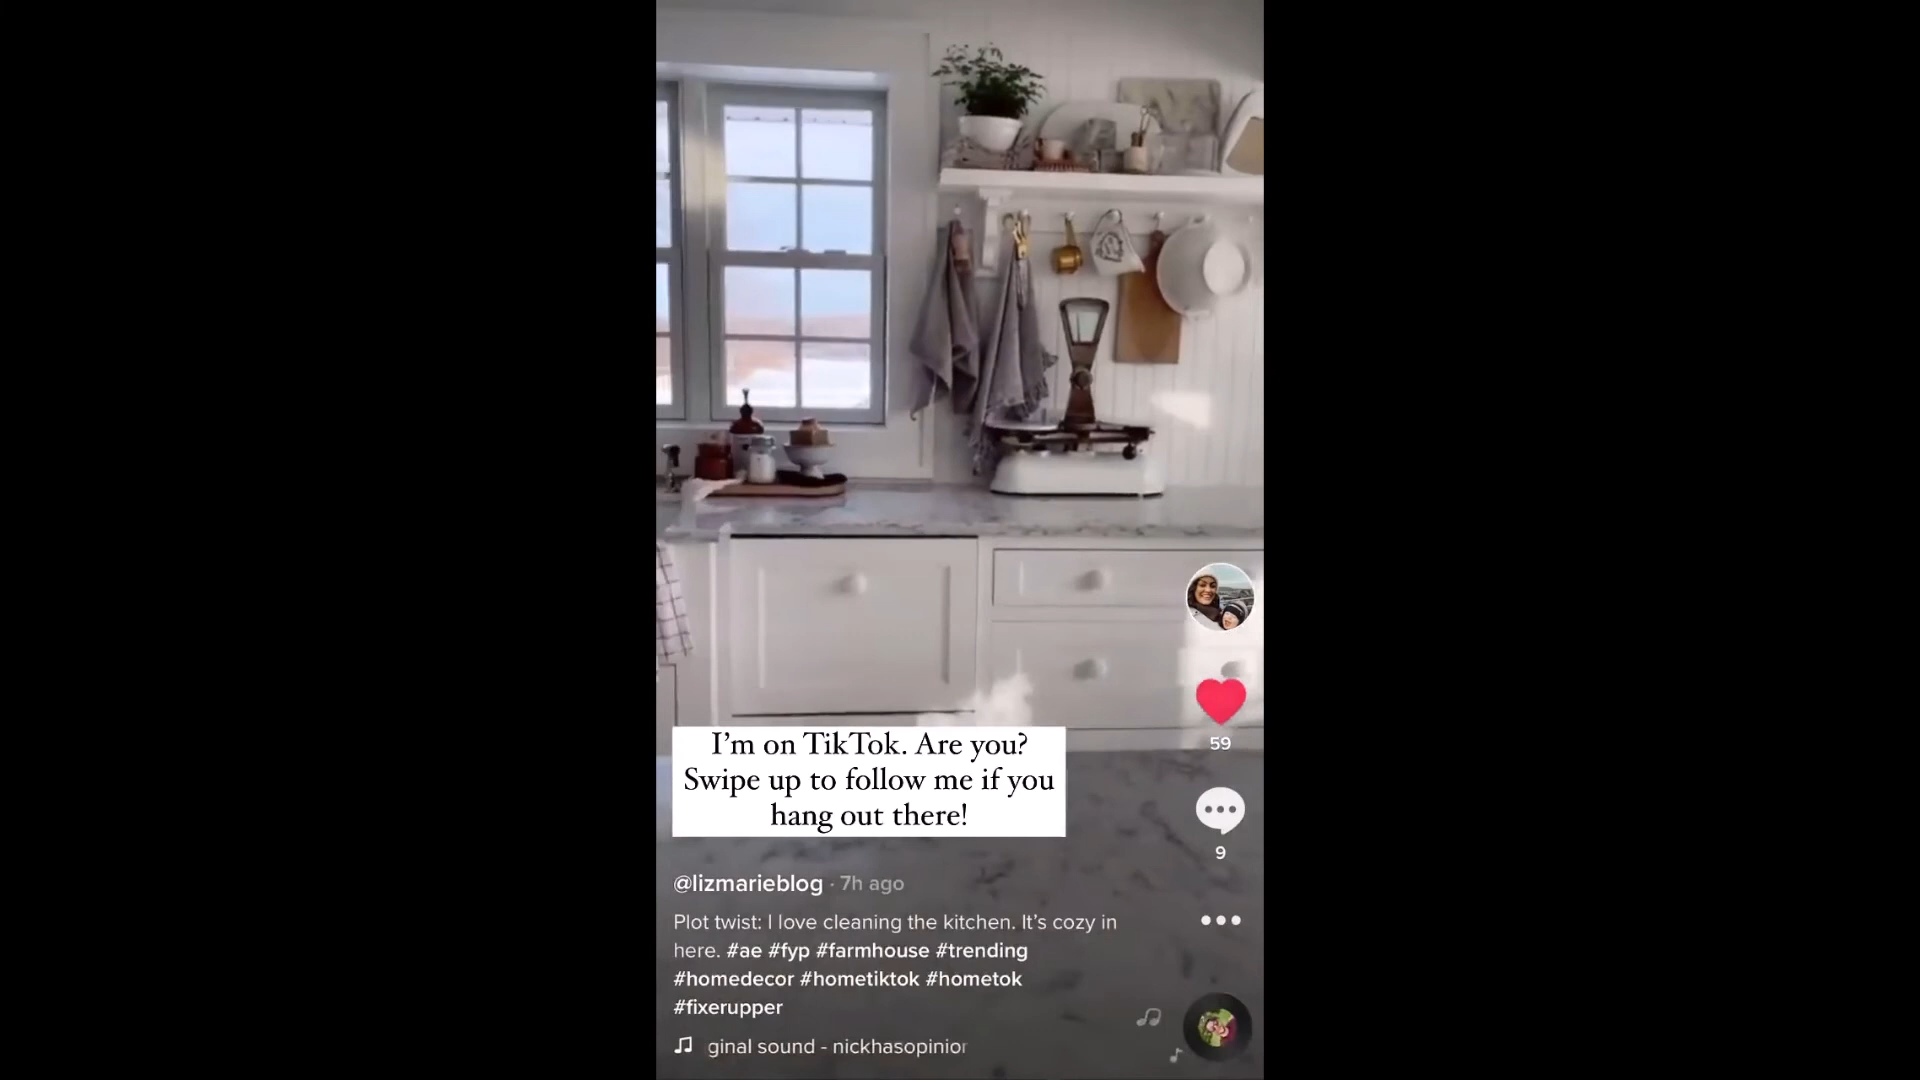 I'm on TikTok. Are you?
Swipe up to follow me if you
hang out there!
59
9
@lizmarieblog · 7h ago
Plot twist: I love cleaning the kitchen. It's cozy in
here. #ae #fyp #farmhouse #trending
#homedecor #hometiktok #hometok
#fixerupper
ginal sound - nickhasopinior